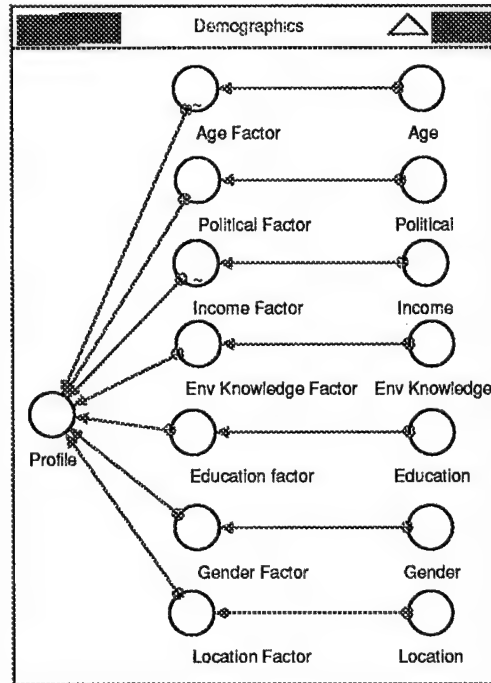 Demographics
~
Age Factor Age
Political Factor Political
~
Income Factor Income
Env Knowledge Factor Env Knowledge
Profile
Education factor Education
Gender Factor Gender
Location Factor Location